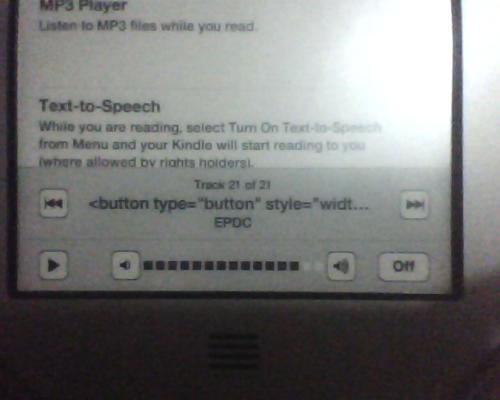 MP3 Player
Listen to MP3 files while you read.
Text-to-Speech
While you are reading, select Turn On Text-to-Speech
from Menu and your Kindle will start reading to you
(where allowed by rights holders).
Track 21 of 21
<button type="button" style="widt...
EPDC
Off